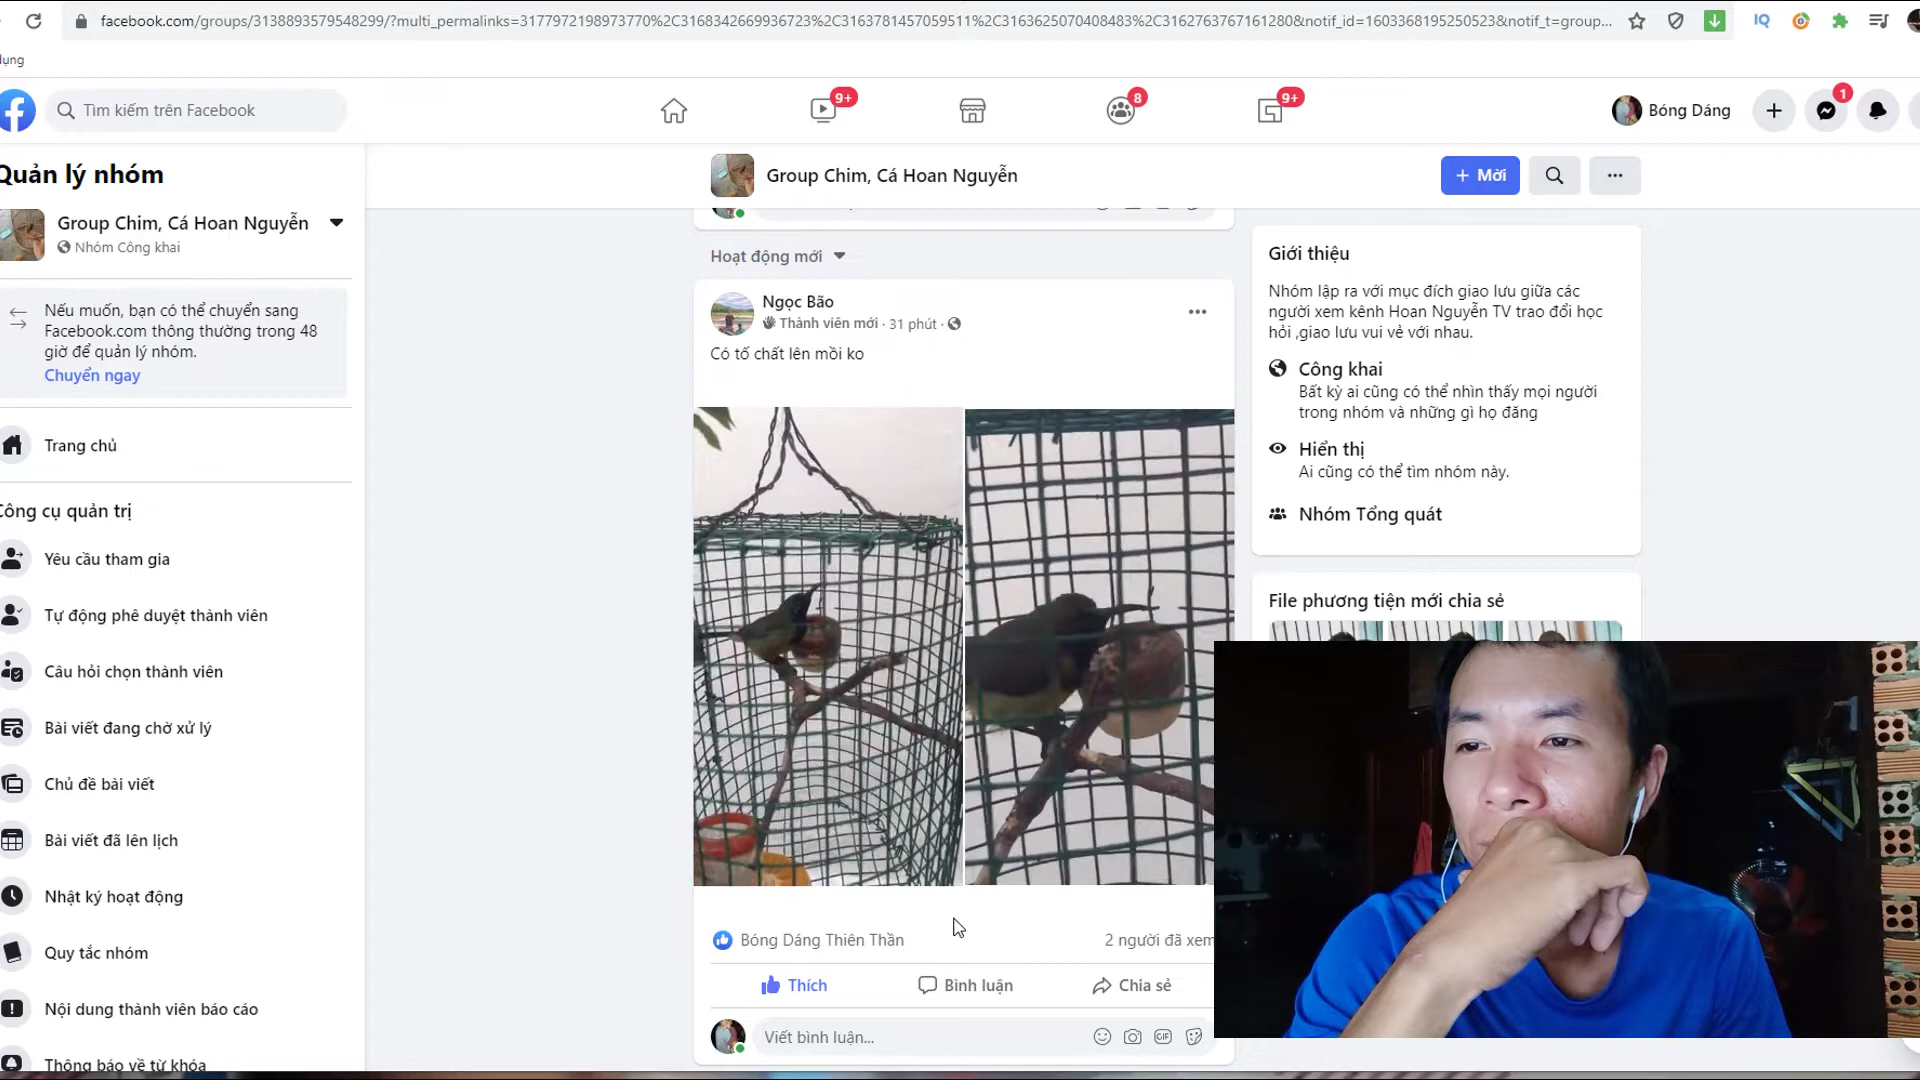 facebook.com/groups/3138893579548299/?multi_permalinks=3177972198973770%2C3168342669936723%2C3163781457059511%2C3163625070408483%2C3162763767161280&notif_id=1603368195250523&notif_t=group...
IQ
dụng
Tìm kiếm trên Facebook
9+
8
9+
Bóng Dáng
1
Quản lý nhóm
Group Chim, Cá Hoan Nguyễn
Nhóm Công khai
Nếu muốn, bạn có thể chuyển sang
Facebook.com thông thường trong 48
giờ để quản lý nhóm.
Chuyển ngay
Trang chủ
Công cụ quản trị
Yêu cầu tham gia
Tự động phê duyệt thành viên
Câu hỏi chọn thành viên
Bài viết đang chờ xử lý
Chủ đề bài viết
Bài viết đã lên lịch
Nhật ký hoạt động
Quy tắc nhóm
Nội dung thành viên báo cáo
Thông báo về từ khóa
Group Chim, Cá Hoan Nguyễn
+ Mời
Hoạt động mới
Ngọc Bão
Thành viên mới · 31 phút ·
Có tố chất lên mồi ko
Bóng Dáng Thiên Thần
2 người đã xem
Thích
Bình luận
Chia sẻ
Viết bình luận...
GIF
Giới thiệu
Nhóm lập ra với mục đích giao lưu giữa các
người xem kênh Hoan Nguyễn TV trao đổi học
hỏi ,giao lưu vui vẻ với nhau.
Công khai
Bất kỳ ai cũng có thể nhìn thấy mọi người
trong nhóm và những gì họ đăng
Hiển thị
Ai cũng có thể tìm nhóm này.
Nhóm Tổng quát
File phương tiện mới chia sẻ